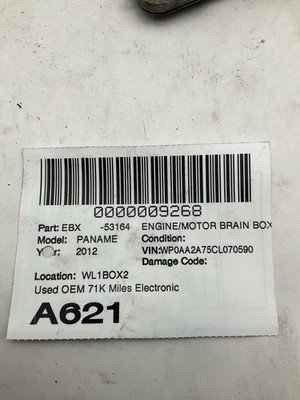 0000009268
Part: EBX -53164 ENGINE/MOTOR BRAIN BOX
Model: PANAME Condition:
Year: 2012 VIN:WP0AA2A75CL070590
Damage Code:
Location: WL1BOX2
Used OEM 71K Miles Electronic
A621